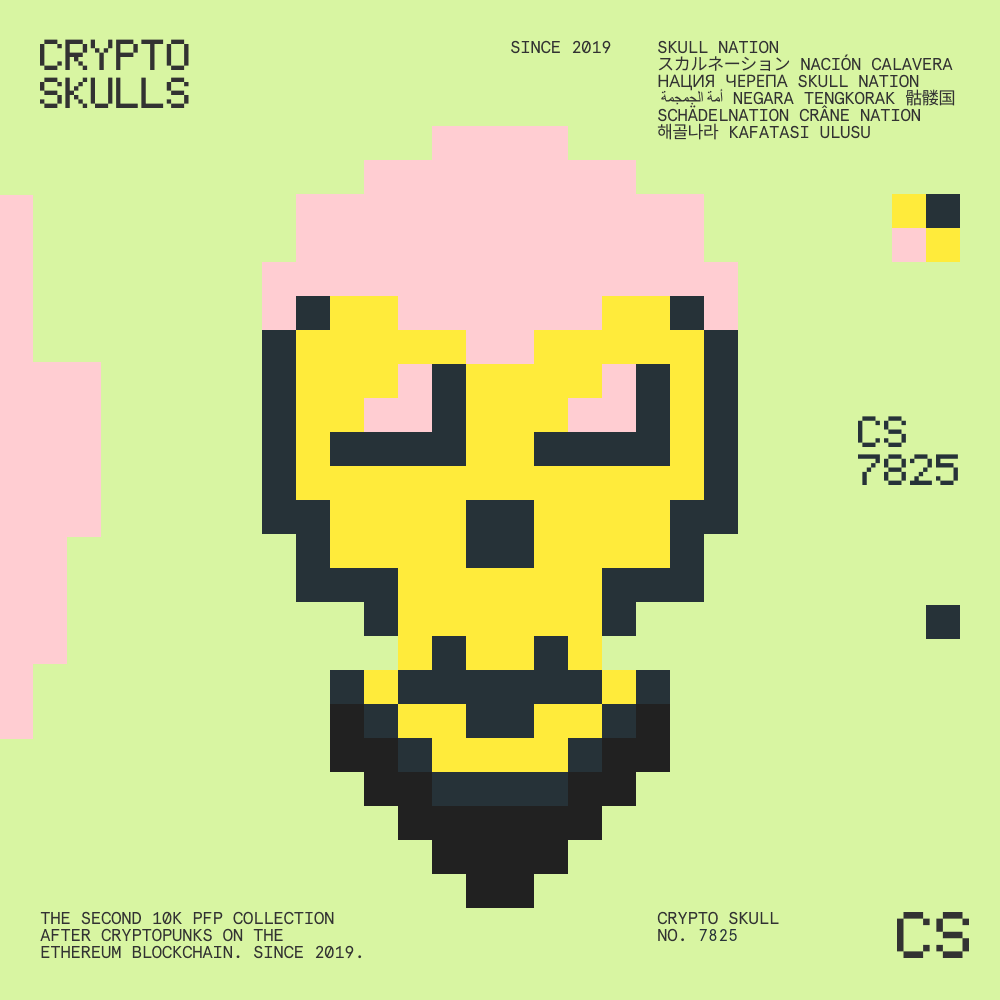 CRYPTO
SKULLS
SINCE 2019
SKULL NATION
スカルネーション NACIÓN CALAVERA
НАЦИЯ ЧЕРЕПА SKULL NATION
أمة الجمجمة NEGARA TENGKORAK 骷髅国
SCHÄDELNATION CRÂNE NATION
해골나라 KAFATASI ULUSU
CS
7825
THE SECOND 10K PFP COLLECTION
AFTER CRYPTOPUNKS ON THE
ETHEREUM BLOCKCHAIN. SINCE 2019.
CRYPTO SKULL
NO. 7825
CS